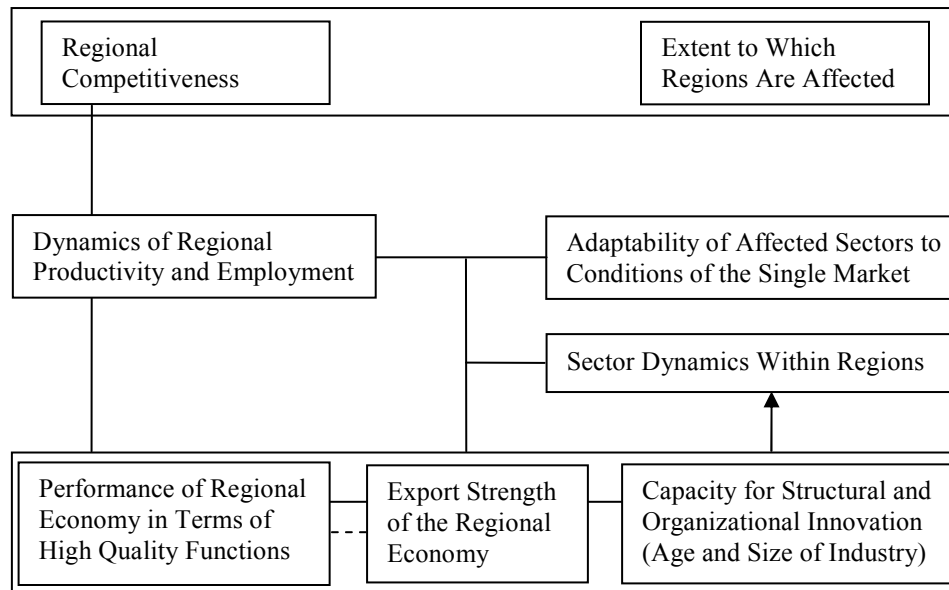 Regional
Competitiveness
Extent to Which
Regions Are Affected
Dynamics of Regional
Productivity and Employment
Adaptability of Affected Sectors to
Conditions of the Single Market
Sector Dynamics Within Regions
Performance of Regional
Economy in Terms of
High Quality Functions
Export Strength
of the Regional
Economy
Capacity for Structural and
Organizational Innovation
(Age and Size of Industry)